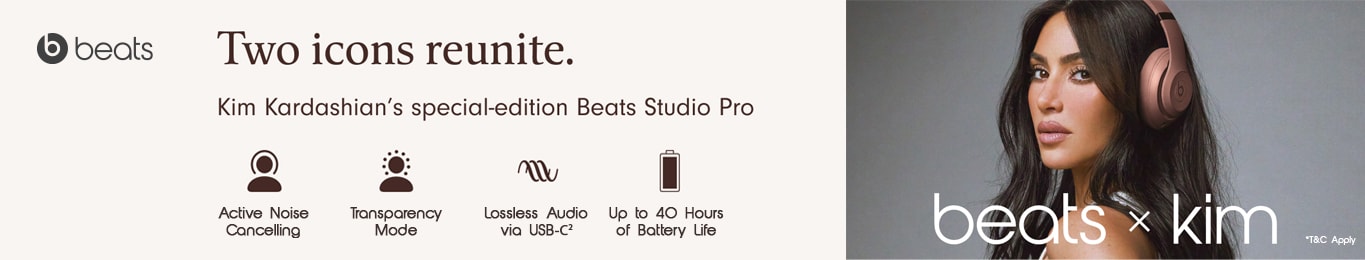 beats
Two icons reunite.
Kim Kardashian’s special-edition Beats Studio Pro
Active Noise
Cancelling
Transparency
Mode
Lossless Audio
via USB-C²
Up to 40 Hours
of Battery Life
beats × kim
*T&C Apply